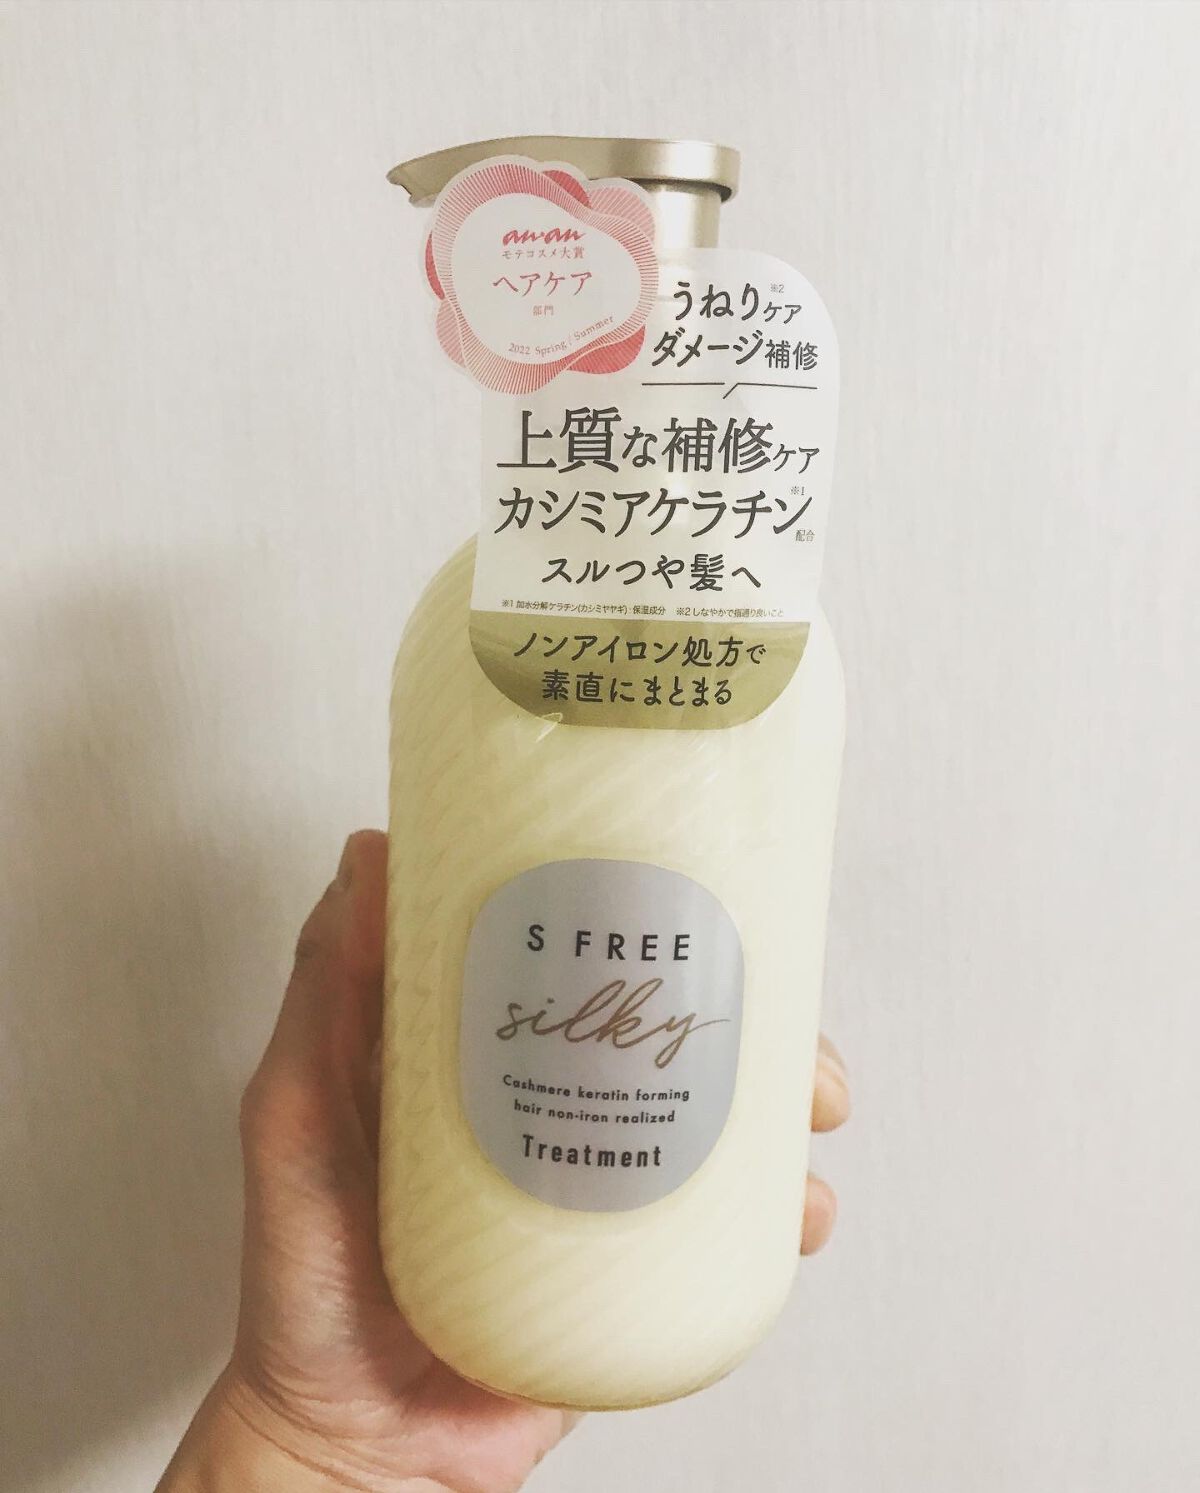 an・an
モテコスメ大賞
ヘアケア
部門
2022 Spring / Summer
うねりケア※2
ダメージ補修
上質な補修ケア
カシミアケラチン※1配合
スルつや髪へ
※1 加水分解ケラチン(カシミヤヤギ):保湿成分 ※2 しなやかで指通り良いこと
ノンアイロン処方で
素直にまとまる
S FREE
silky
Cashmere keratin forming
hair non-iron realized
Treatment